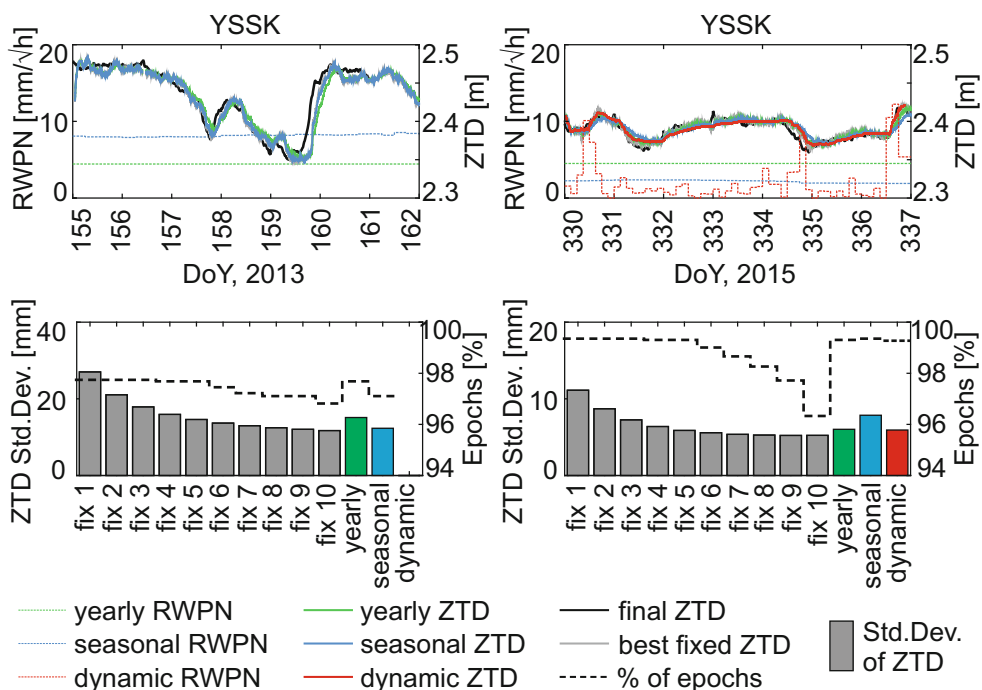 YSSK
RWPN [mm/√h]
20
10
0
2.5
2.4
2.3
ZTD [m]
155 156 157 158 159 160 161 162
DoY, 2013
YSSK
RWPN [mm/√h]
20
10
0
2.5
2.4
2.3
ZTD [m]
330 331 332 333 334 335 336 337
DoY, 2015
ZTD Std.Dev. [mm]
40
20
0
100
98
96
94
Epochs [%]
fix 1
fix 2
fix 3
fix 4
fix 5
fix 6
fix 7
fix 8
fix 9
fix 10
yearly
seasonal
dynamic
ZTD Std.Dev. [mm]
20
10
0
100
98
96
94
Epochs [%]
fix 1
fix 2
fix 3
fix 4
fix 5
fix 6
fix 7
fix 8
fix 9
fix 10
yearly
seasonal
dynamic
yearly RWPN
seasonal RWPN
dynamic RWPN
yearly ZTD
seasonal ZTD
dynamic ZTD
final ZTD
best fixed ZTD
% of epochs
Std.Dev.
of ZTD